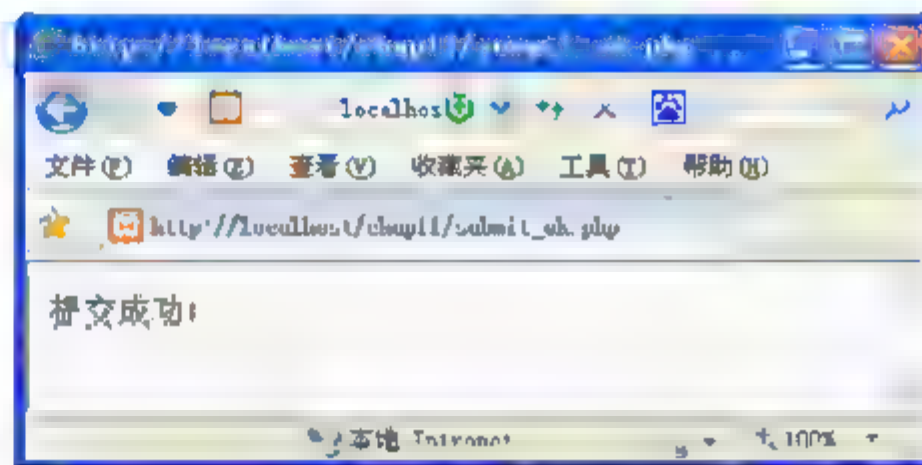 localhost
文件(F) 编辑(E) 查看(V) 收藏夹(A) 工具(T) 帮助(H)
http://localhost/chap11/submit_ok.php
提交成功!
本地 Intranet 100%